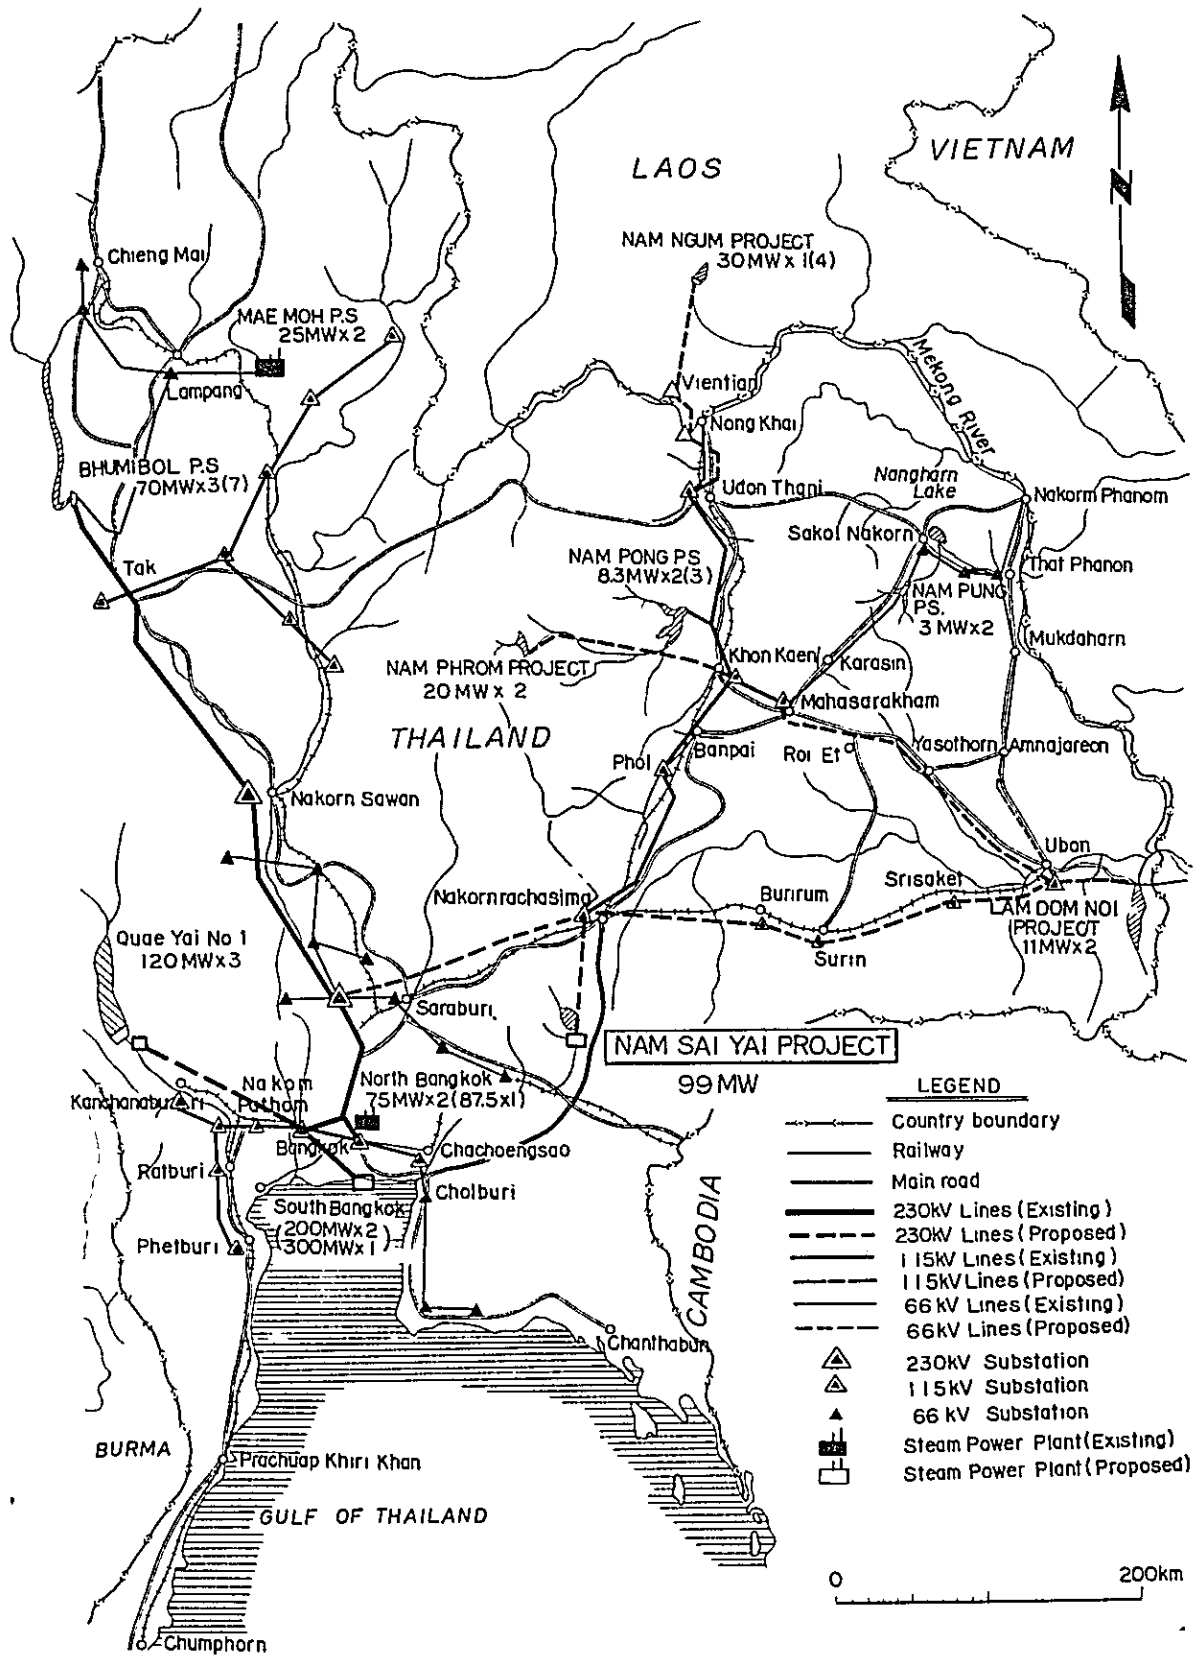 LAOS
VIETNAM
N
NAM NGUM PROJECT
30MW x 1(4)
Chieng Mai
MAE MOH P.S
25MW x 2
Lampang
Vientian
Mekong River
Nong Khai
BHUMIBOL P.S
70MW x 3(7)
Udon Thani
Nangharn
Lake
Nakorm Phanom
Sakol Nakorn
Tak
NAM PONG PS
8.3MW x 2(3)
That Phanon
NAM PUNG
PS.
3 MW x 2
Mukdaharn
NAM PHROM PROJECT
20 MW x 2
Khon Kaen
Karasin
Mahasarakham
THAILAND
Banpai
Roi Et
Yasothorn
Amnajareon
Phol
Nakorn Sawan
Ubon
Nakornrachasima
Burirum
Srisaket
LAM DOM NOI
PROJECT
11MW x 2
Surin
Quae Yai No 1
120 MW x 3
Saraburi
NAM SAI YAI PROJECT
99 MW
North Bangkok
75MW x 2(87.5 x 1)
Nakom
Pathom
Kanchanaburi
Bangkok
Chachoengsao
Ratburi
Cholburi
South Bangkok
(200MW x 2)
(300MW x 1)
Phetburi
CAMBODIA
Chanthaburi
BURMA
Prachuap Khiri Khan
GULF OF THAILAND
Chumphorn
LEGEND
Country boundary
Railway
Main road
230kV Lines (Existing)
230kV Lines (Proposed)
115kV Lines (Existing)
115kV Lines (Proposed)
66 kV Lines (Existing)
66 kV Lines (Proposed)
230kV Substation
115kV Substation
66 kV Substation
Steam Power Plant (Existing)
Steam Power Plant (Proposed)
0
200km